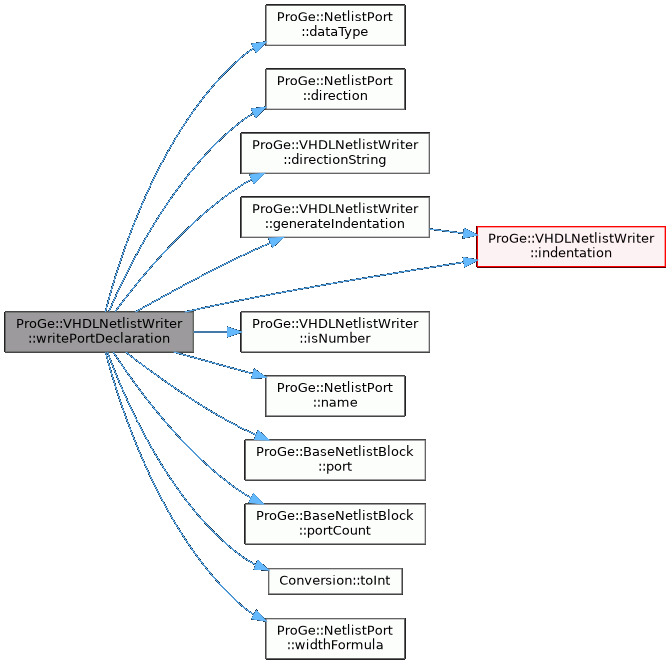 ProGe::NetlistPort
::dataType
ProGe::NetlistPort
::direction
ProGe::VHDLNetlistWriter
::directionString
ProGe::VHDLNetlistWriter
::generateIndentation
ProGe::VHDLNetlistWriter
::indentation
ProGe::VHDLNetlistWriter
::writePortDeclaration
ProGe::VHDLNetlistWriter
::isNumber
ProGe::NetlistPort
::name
ProGe::BaseNetlistBlock
::port
ProGe::BaseNetlistBlock
::portCount
Conversion::toInt
ProGe::NetlistPort
::widthFormula